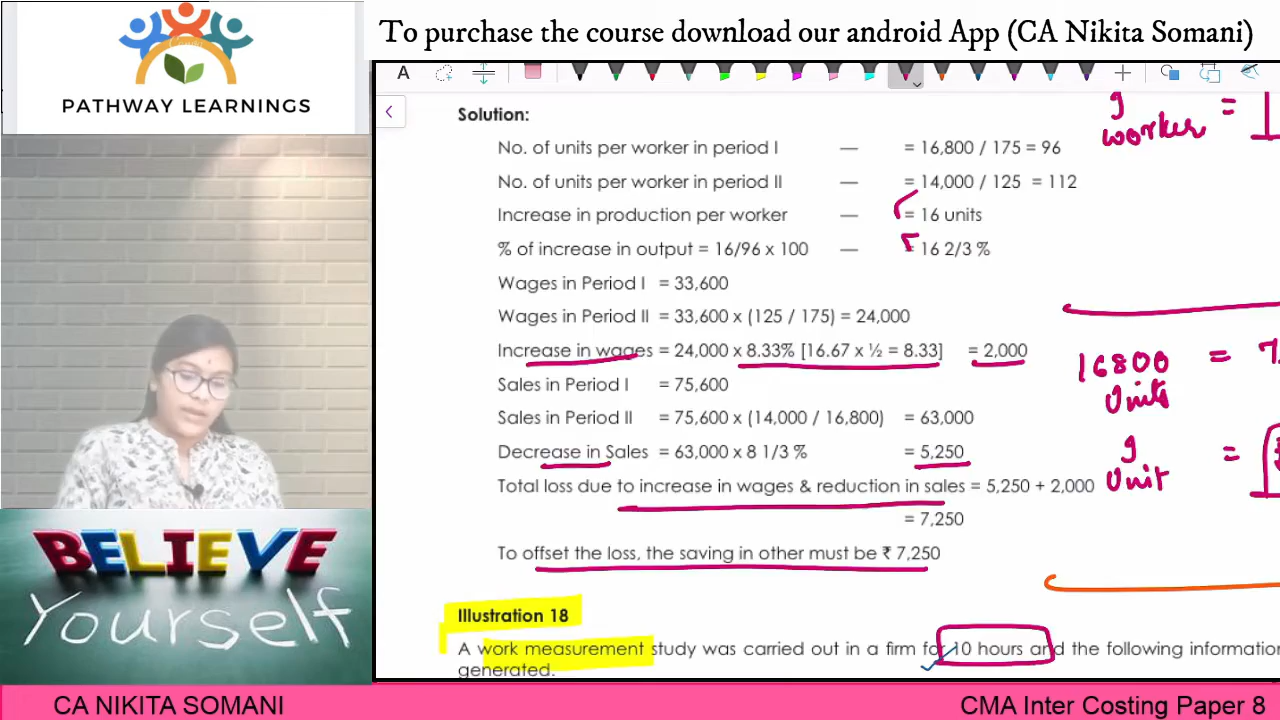 To purchase the course download our android App (CA Nikita Somani)
PATHWAY LEARNINGS
A
Solution:
No. of units per worker in period I — = 16,800 / 175 = 96
No. of units per worker in period II — = 14,000 / 125 = 112
Increase in production per worker — = 16 units
% of increase in output = 16/96 x 100 — = 16 2/3 %
Wages in Period I = 33,600
Wages in Period II = 33,600 x (125 / 175) = 24,000
Increase in wages = 24,000 x 8.33% [16.67 x ½ = 8.33] = 2,000
Sales in Period I = 75,600
Sales in Period II = 75,600 x (14,000 / 16,800) = 63,000
Decrease in Sales = 63,000 x 8 1/3 % = 5,250
Total loss due to increase in wages & reduction in sales = 5,250 + 2,000
= 7,250
To offset the loss, the saving in other must be ₹ 7,250
Illustration 18
A work measurement study was carried out in a firm for 10 hours and the following information
generated.
worker =
16800 = 7
Units
Unit =
BELIEVE
Yourself
CA NIKITA SOMANI
CMA Inter Costing Paper 8